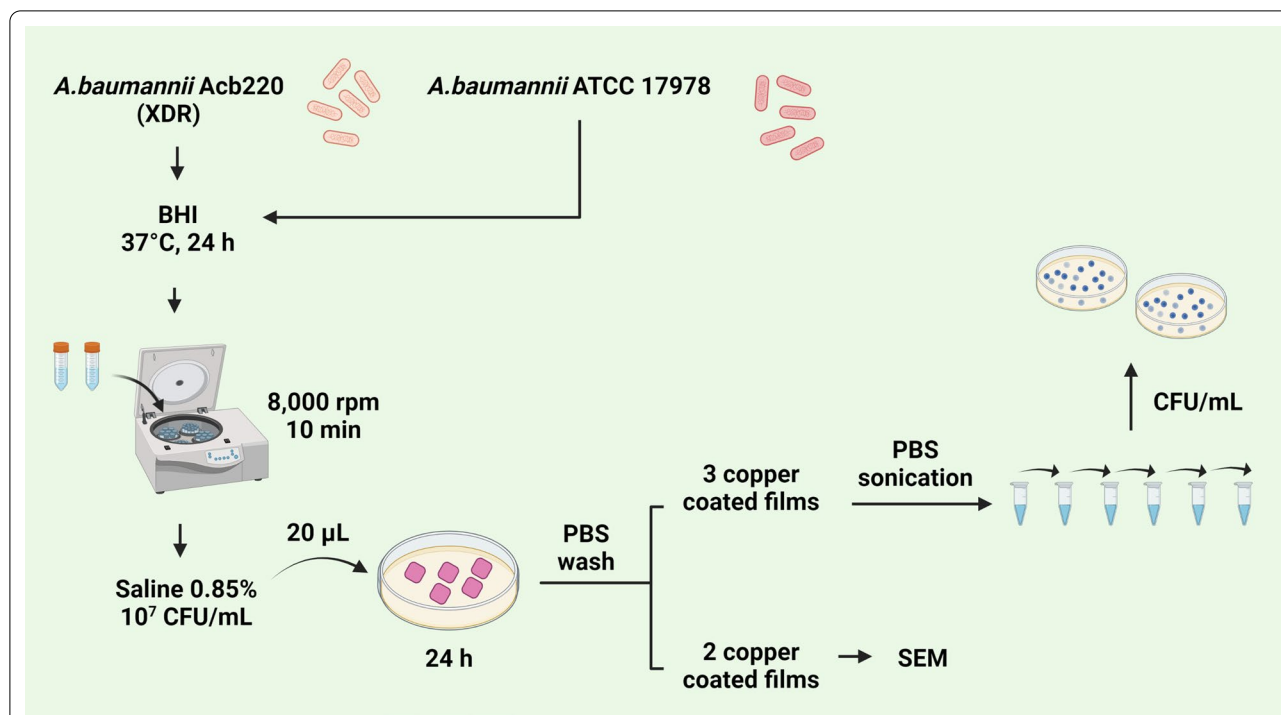 A.baumannii Acb220
(XDR)
A.baumannii ATCC 17978
BHI
37°C, 24 h
8,000 rpm
10 min
Saline 0.85%
10⁷ CFU/mL
20 µL
24 h
PBS
wash
3 copper
coated films
PBS
sonication
CFU/mL
2 copper
coated films
SEM